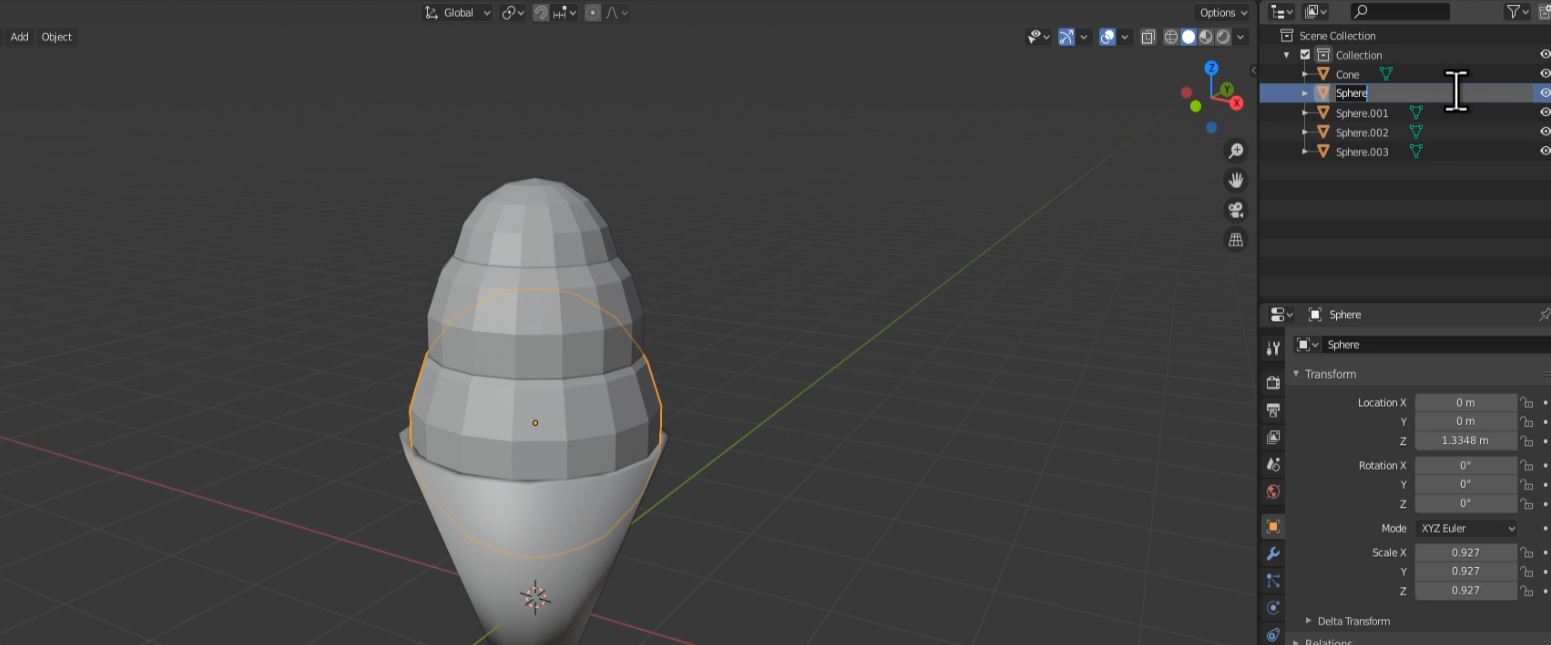 Global
Options
Add Object
Z
Y
X
Scene Collection
Collection
Cone
Sphere
Sphere.001
Sphere.002
Sphere.003
Sphere
Sphere
Transform
Location X 0 m
Y 0 m
Z 1.3348 m
Rotation X 0°
Y 0°
Z 0°
Mode XYZ Euler
Scale X 0.927
Y 0.927
Z 0.927
Delta Transform
Relations